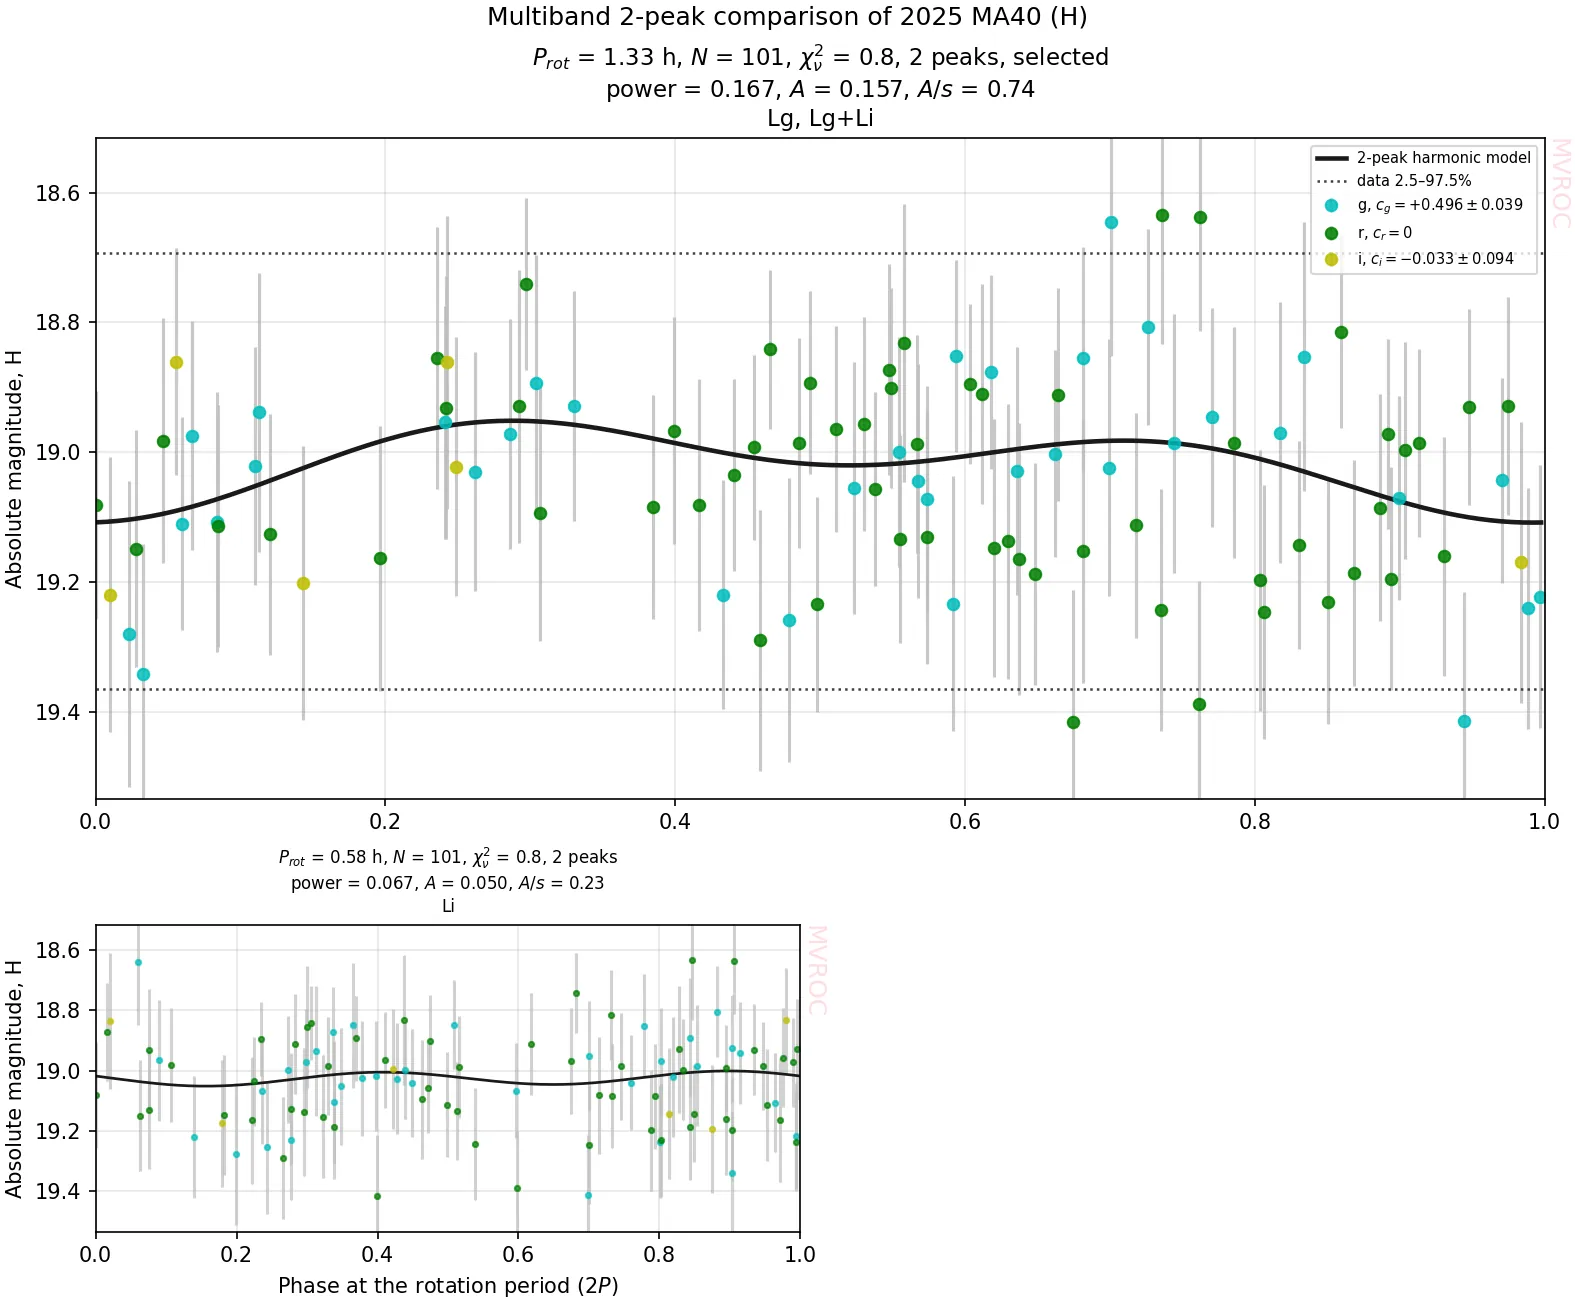 Multiband 2-peak comparison of 2025 MA40 (H)
P_rot = 1.33 h, N = 101, χ²_ν = 0.8, 2 peaks, selected
power = 0.167, A = 0.157, A/s = 0.74
Lg, Lg+Li
MVROC
2-peak harmonic model
data 2.5–97.5%
g, c_g = +0.496 ± 0.039
r, c_r = 0
i, c_i = −0.033 ± 0.094
Absolute magnitude, H
18.6
18.8
19.0
19.2
19.4
0.0 0.2 0.4 0.6 0.8 1.0
P_rot = 0.58 h, N = 101, χ²_ν = 0.8, 2 peaks
power = 0.067, A = 0.050, A/s = 0.23
Li
MVROC
Absolute magnitude, H
18.6
18.8
19.0
19.2
19.4
0.0 0.2 0.4 0.6 0.8 1.0
Phase at the rotation period (2P)